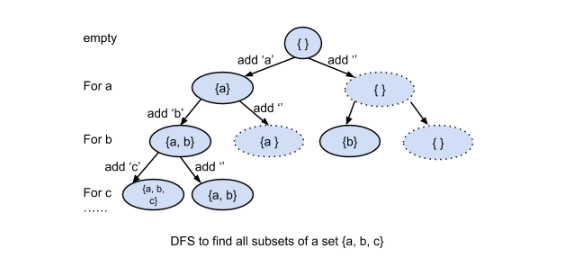 empty
{ }
add 'a'
add ''
For a
{a}
{ }
add 'b'
add ''
For b
{a, b}
{a }
{b}
{ }
add 'c'
add ''
For c
{a, b,
c}
{a, b}
......
DFS to find all subsets of a set {a, b, c}